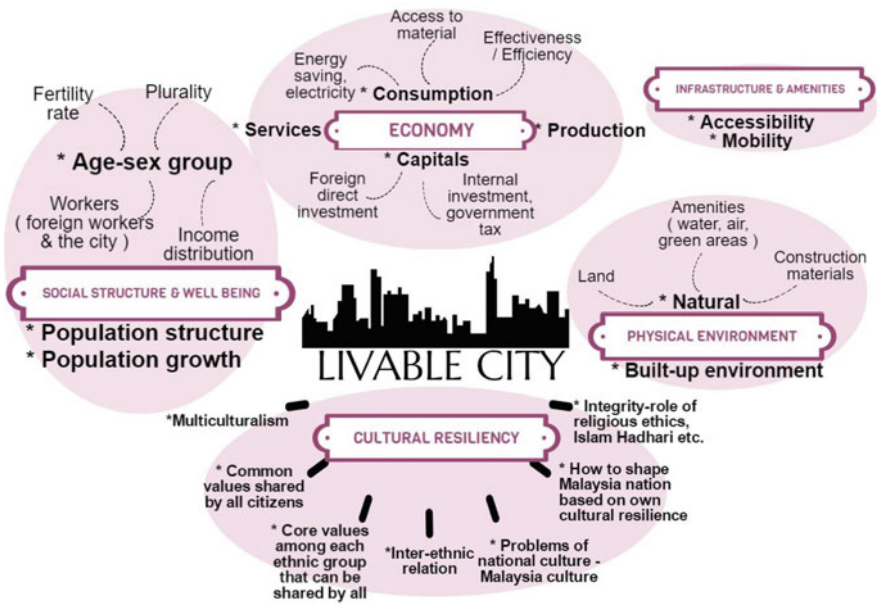 Fertility
rate
Plurality
* Age-sex group
Workers
( foreign workers
& the city )
Income
distribution
SOCIAL STRUCTURE & WELL BEING
* Population structure
* Population growth
Access to
material
Energy
saving,
electricity
Effectiveness
/ Efficiency
* Consumption
* Services
ECONOMY
* Production
* Capitals
Foreign
direct
investment
Internal
investment,
government
tax
INFRASTRUCTURE & AMENITIES
* Accessibility
* Mobility
Amenities
( water, air,
green areas )
Land
Construction
materials
* Natural
PHYSICAL ENVIRONMENT
* Built-up environment
LIVABLE CITY
*Multiculturalism
CULTURAL RESILIENCY
* Integrity-role of
religious ethics,
Islam Hadhari etc.
* Common
values shared
by all citizens
* How to shape
Malaysia nation
based on own
cultural resilience
* Core values
among each
ethnic group
that can be
shared by all
*Inter-ethnic
relation
* Problems of
national culture -
Malaysia culture